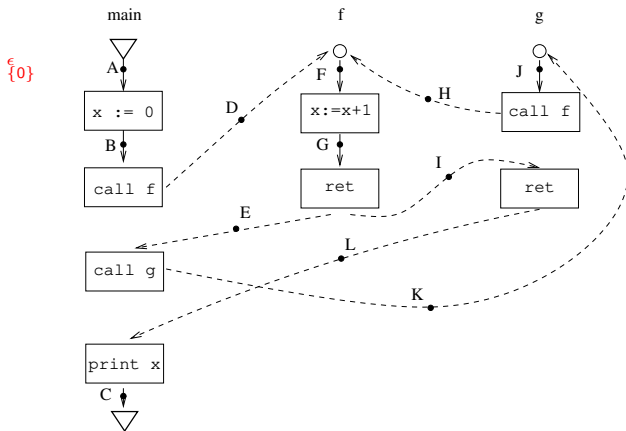 main
f
g
ϵ
{0}
A
F
J
H
x := 0
D
x:=x+1
call f
B
G
I
call f
ret
ret
E
L
call g
K
print x
C